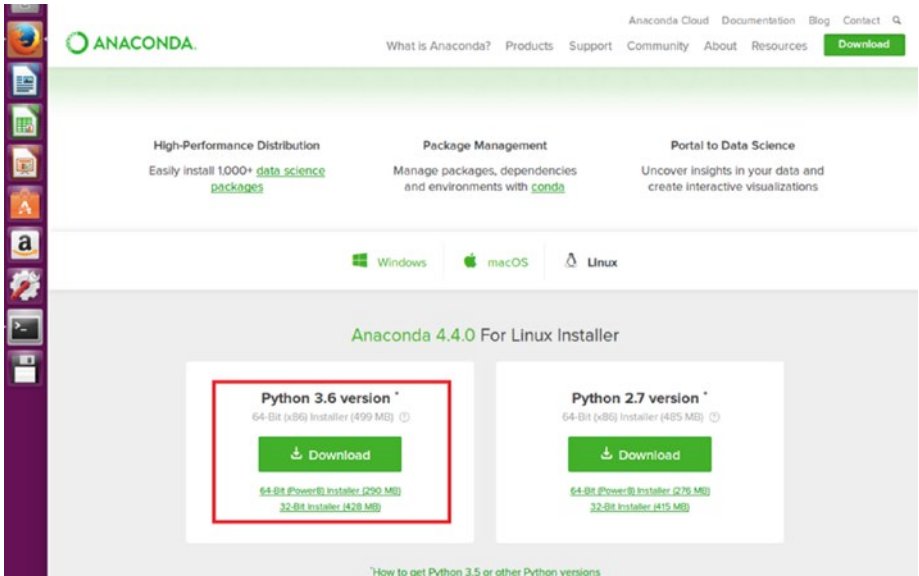 Anaconda Cloud Documentation Blog Contact
ANACONDA.
What is Anaconda? Products Support Community About Resources Download
High-Performance Distribution
Easily install 1,000+ data science
packages
Package Management
Manage packages, dependencies
and environments with conda
Portal to Data Science
Uncover insights in your data and
create interactive visualizations
Windows macOS Linux
Anaconda 4.4.0 For Linux Installer
Python 3.6 version *
64-Bit (x86) Installer (499 MB) ?
Download
64-Bit (Power8) Installer (290 MB)
32-Bit Installer (428 MB)
Python 2.7 version *
64-Bit (x86) Installer (485 MB) ?
Download
64-Bit (Power8) Installer (276 MB)
32-Bit Installer (415 MB)
*How to get Python 3.5 or other Python versions
a
>_